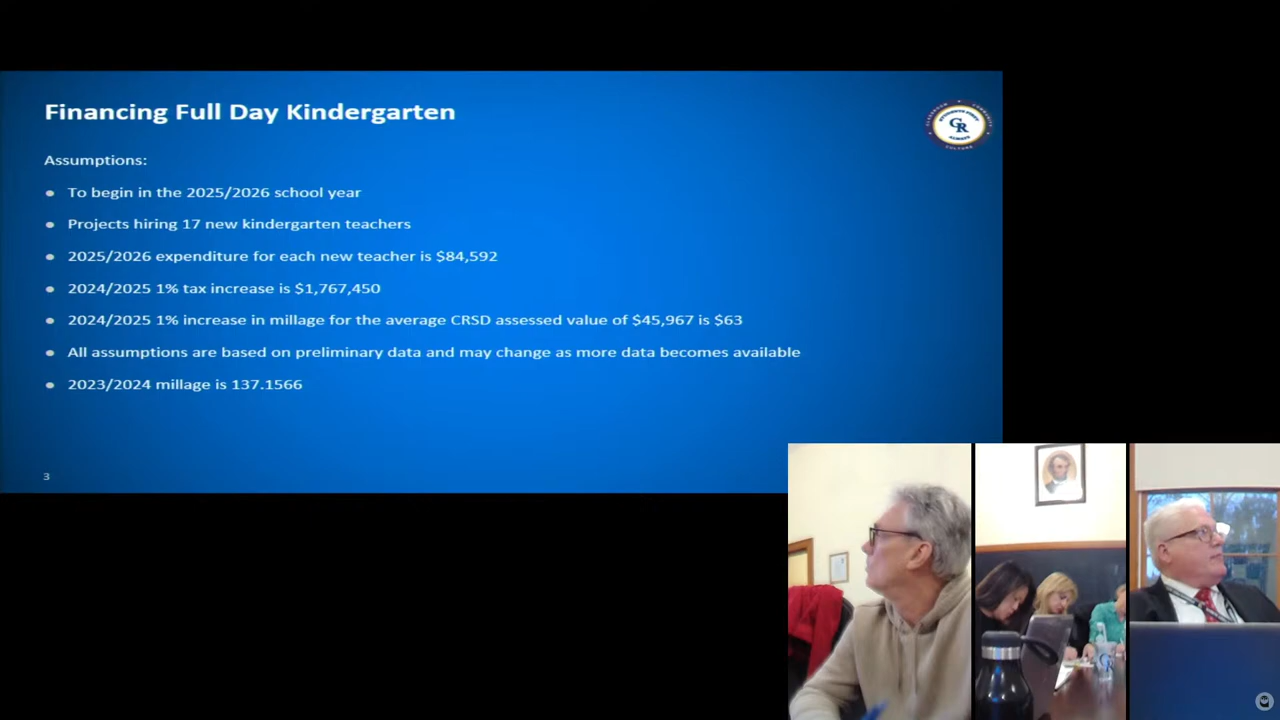 Financing Full Day Kindergarten
Assumptions:
To begin in the 2025/2026 school year
Projects hiring 17 new kindergarten teachers
2025/2026 expenditure for each new teacher is $84,592
2024/2025 1% tax increase is $1,767,450
2024/2025 1% increase in millage for the average CRSD assessed value of $45,967 is $63
All assumptions are based on preliminary data and may change as more data becomes available
2023/2024 millage is 137.1566
3
CR
CULTURE